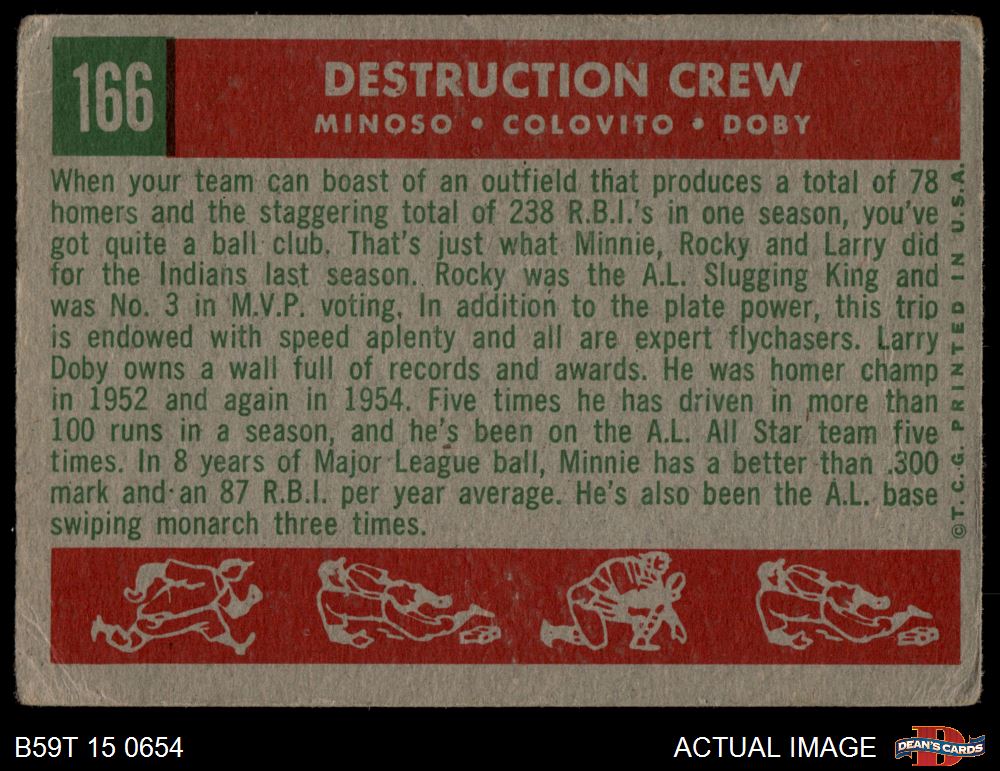 166
DESTRUCTION CREW
MINOSO • COLOVITO • DOBY
When your team can boast of an outfield that produces a total of 78
homers and the staggering total of 238 R.B.I.'s in one season, you've
got quite a ball club. That's just what Minnie, Rocky and Larry did
for the Indians last season. Rocky was the A.L. Slugging King and
was No. 3 in M.V.P. voting. In addition to the plate power, this trio
is endowed with speed aplenty and all are expert flychasers. Larry
Doby owns a wall full of records and awards. He was homer champ
in 1952 and again in 1954. Five times he has driven in more than
100 runs in a season, and he's been on the A.L. All Star team five
times. In 8 years of Major League ball, Minnie has a better than .300
mark and an 87 R.B.I. per year average. He's also been the A.L. base
swiping monarch three times.
©T.C.G. PRINTED IN U.S.A.
B59T 15 0654
ACTUAL IMAGE
D
DEAN'S CARDS